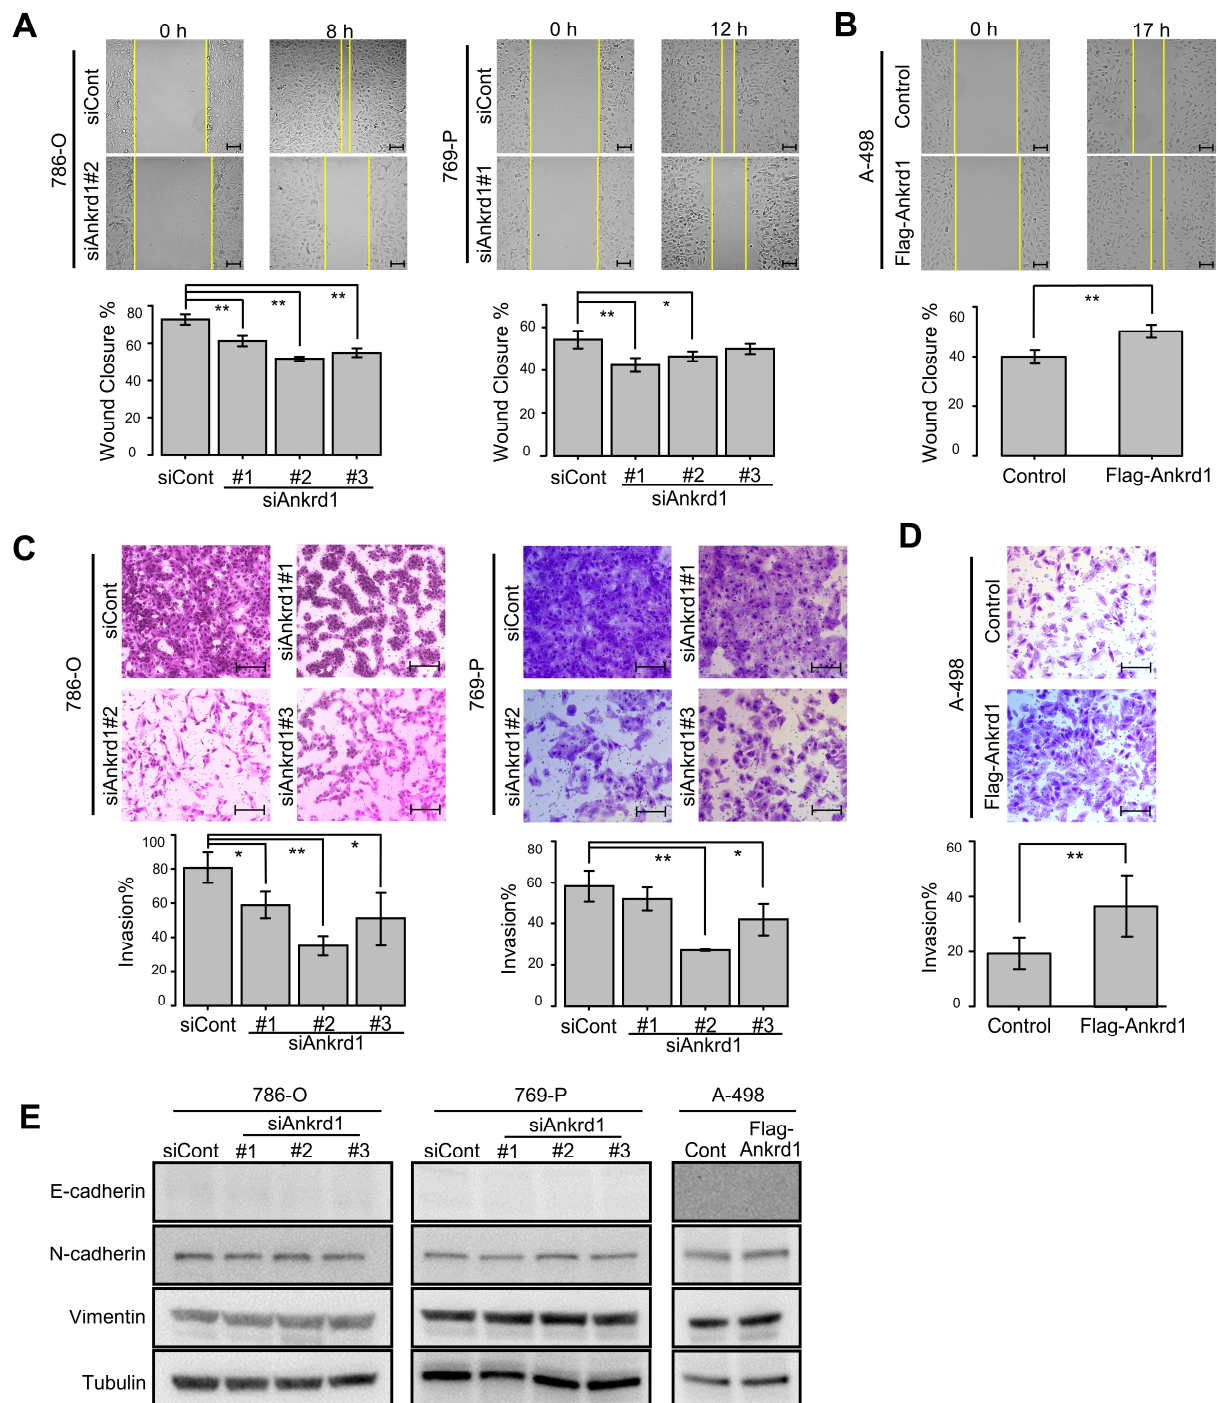 A
0 h
8 h
0 h
12 h
B
0 h
17 h
786-O
siCont
siAnkrd1#2
769-P
siCont
siAnkrd1#1
A-498
Control
Flag-Ankrd1
Wound Closure %
80
60
40
20
0
**
**
**
siCont #1 #2 #3
siAnkrd1
Wound Closure %
60
40
20
0
**
*
siCont #1 #2 #3
siAnkrd1
Wound Closure %
60
40
20
0
**
Control Flag-Ankrd1
C
786-O
siCont
siAnkrd1#1
siAnkrd1#2
siAnkrd1#3
769-P
siCont
siAnkrd1#1
siAnkrd1#2
siAnkrd1#3
D
A-498
Control
Flag-Ankrd1
Invasion%
100
80
60
40
20
0
*
**
*
siCont #1 #2 #3
siAnkrd1
Invasion%
80
60
40
20
0
**
*
siCont #1 #2 #3
siAnkrd1
Invasion%
60
40
20
0
**
Control Flag-Ankrd1
E
786-O 769-P A-498
siAnkrd1 siAnkrd1 Flag-
siCont #1 #2 #3 siCont #1 #2 #3 Cont Ankrd1
E-cadherin
N-cadherin
Vimentin
Tubulin